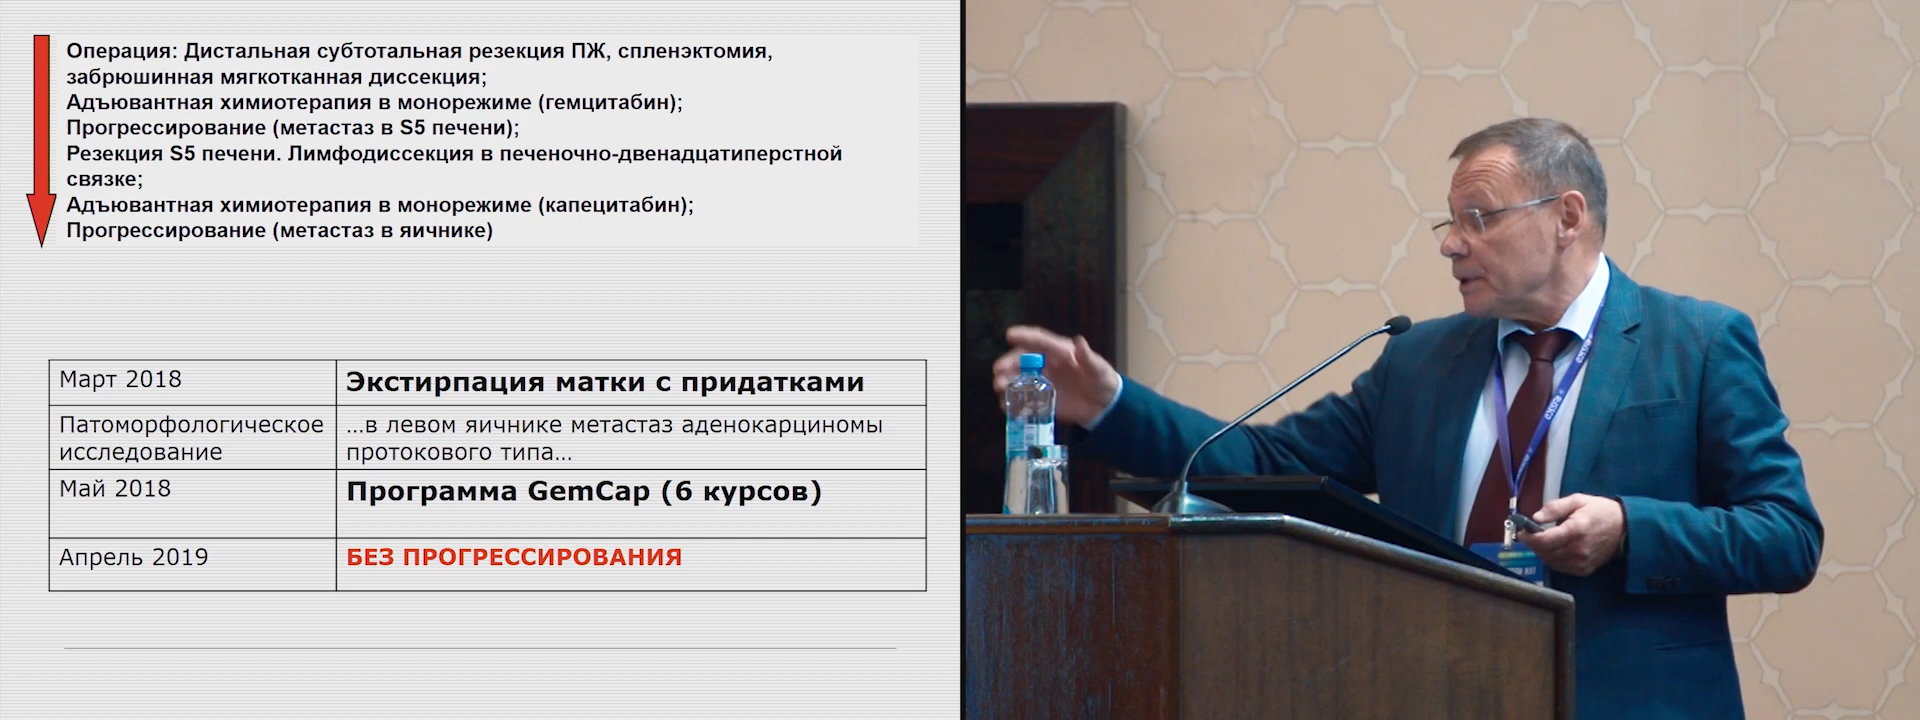 Операция: Дистальная субтотальная резекция ПЖ, спленэктомия,
забрюшинная мягкотканная диссекция;
Адъювантная химиотерапия в монорежиме (гемцитабин);
Прогрессирование (метастаз в S5 печени);
Резекция S5 печени. Лимфодиссекция в печеночно-двенадцатиперстной
связке;
Адъювантная химиотерапия в монорежиме (капецитабин);
Прогрессирование (метастаз в яичнике)
Март 2018
Экстирпация матки с придатками
Патоморфологическое
исследование
…в левом яичнике метастаз аденокарциномы
протокового типа…
Май 2018
Программа GemCap (6 курсов)
Апрель 2019
БЕЗ ПРОГРЕССИРОВАНИЯ